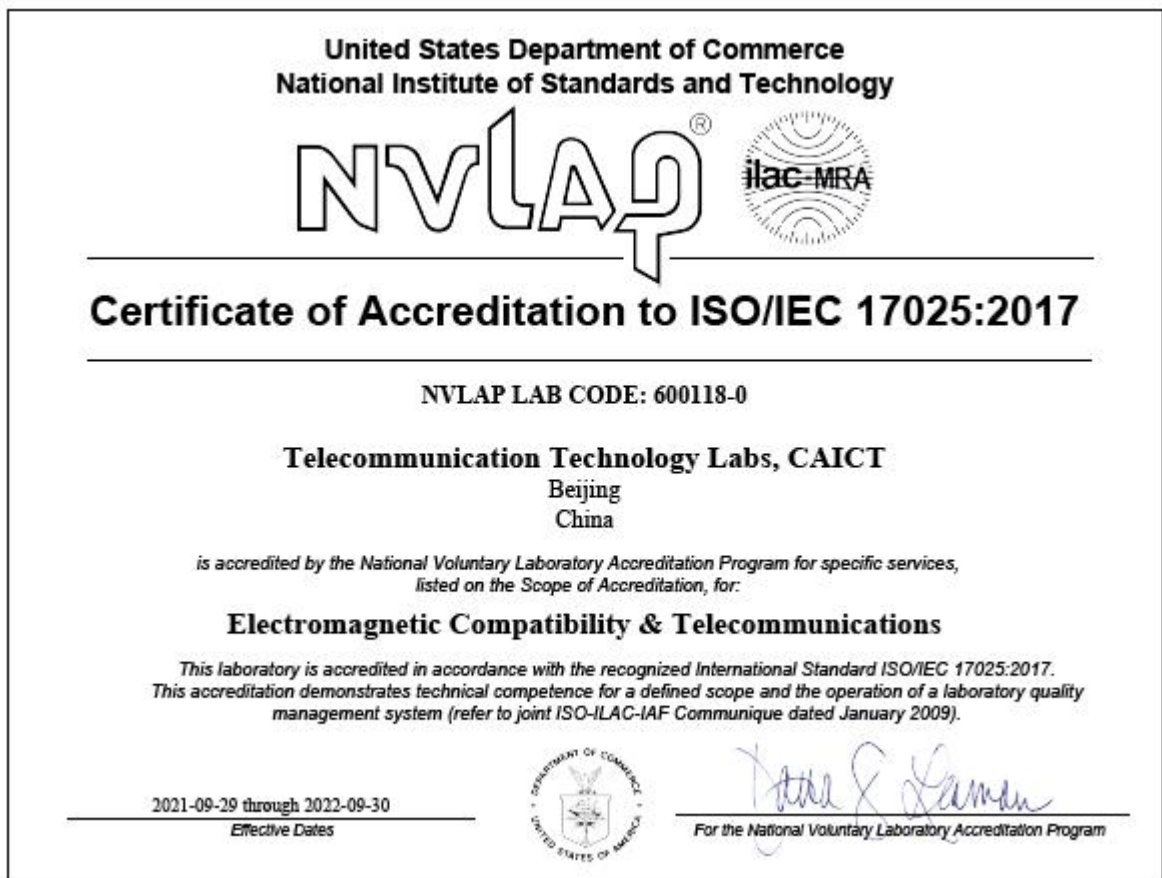 United States Department of Commerce
National Institute of Standards and Technology
NVLAP®
ilac-MRA
Certificate of Accreditation to ISO/IEC 17025:2017
NVLAP LAB CODE: 600118-0
Telecommunication Technology Labs, CAICT
Beijing
China
is accredited by the National Voluntary Laboratory Accreditation Program for specific services,
listed on the Scope of Accreditation, for:
Electromagnetic Compatibility & Telecommunications
This laboratory is accredited in accordance with the recognized International Standard ISO/IEC 17025:2017.
This accreditation demonstrates technical competence for a defined scope and the operation of a laboratory quality
management system (refer to joint ISO-ILAC-IAF Communique dated January 2009).
2021-09-29 through 2022-09-30
Effective Dates
DEPARTMENT OF COMMERCE
UNITED STATES OF AMERICA
For the National Voluntary Laboratory Accreditation Program